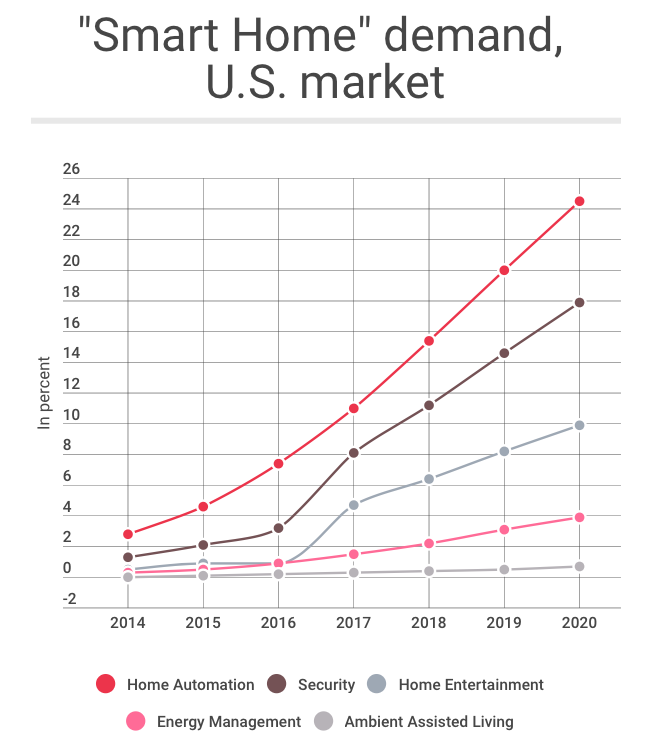 "Smart Home" demand,
U.S. market
26
24
22
20
18
16
14
12
10
8
6
4
2
0
-2
In percent
2014 2015 2016 2017 2018 2019 2020
Home Automation Security Home Entertainment
Energy Management Ambient Assisted Living